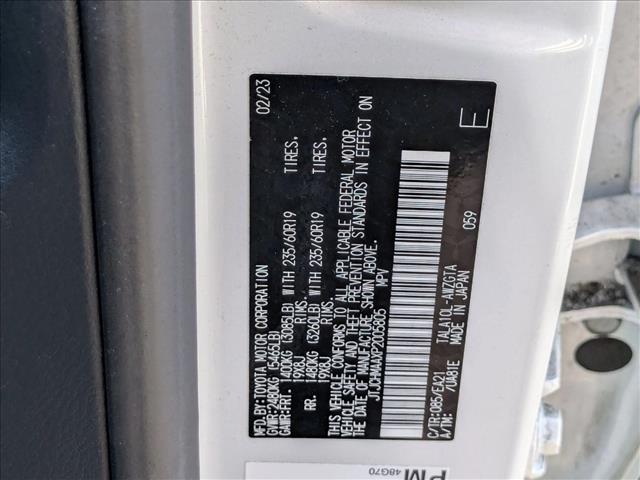 MFD.BY:TOYOTA MOTOR CORPORATION 02/23
GVWR:2480KG (5465LB)
GAWR:FRT. 1400KG (3085LB) WITH 235/60R19 TIRES,
19X8J RIMS.
RR. 1480KG (3260LB) WITH 235/60R19 TIRES,
19X8J RIMS.
THIS VEHICLE CONFORMS TO ALL APPLICABLE FEDERAL MOTOR
VEHICLE SAFETY AND THEFT PREVENTION STANDARDS IN EFFECT ON
THE DATE OF MANUFACTURE SHOWN ABOVE.
MPV
C/TR:085/EA21 TALA10L-AWZGTA 059
A/TM: /UA81E MADE IN JAPAN
E
PM
48G70